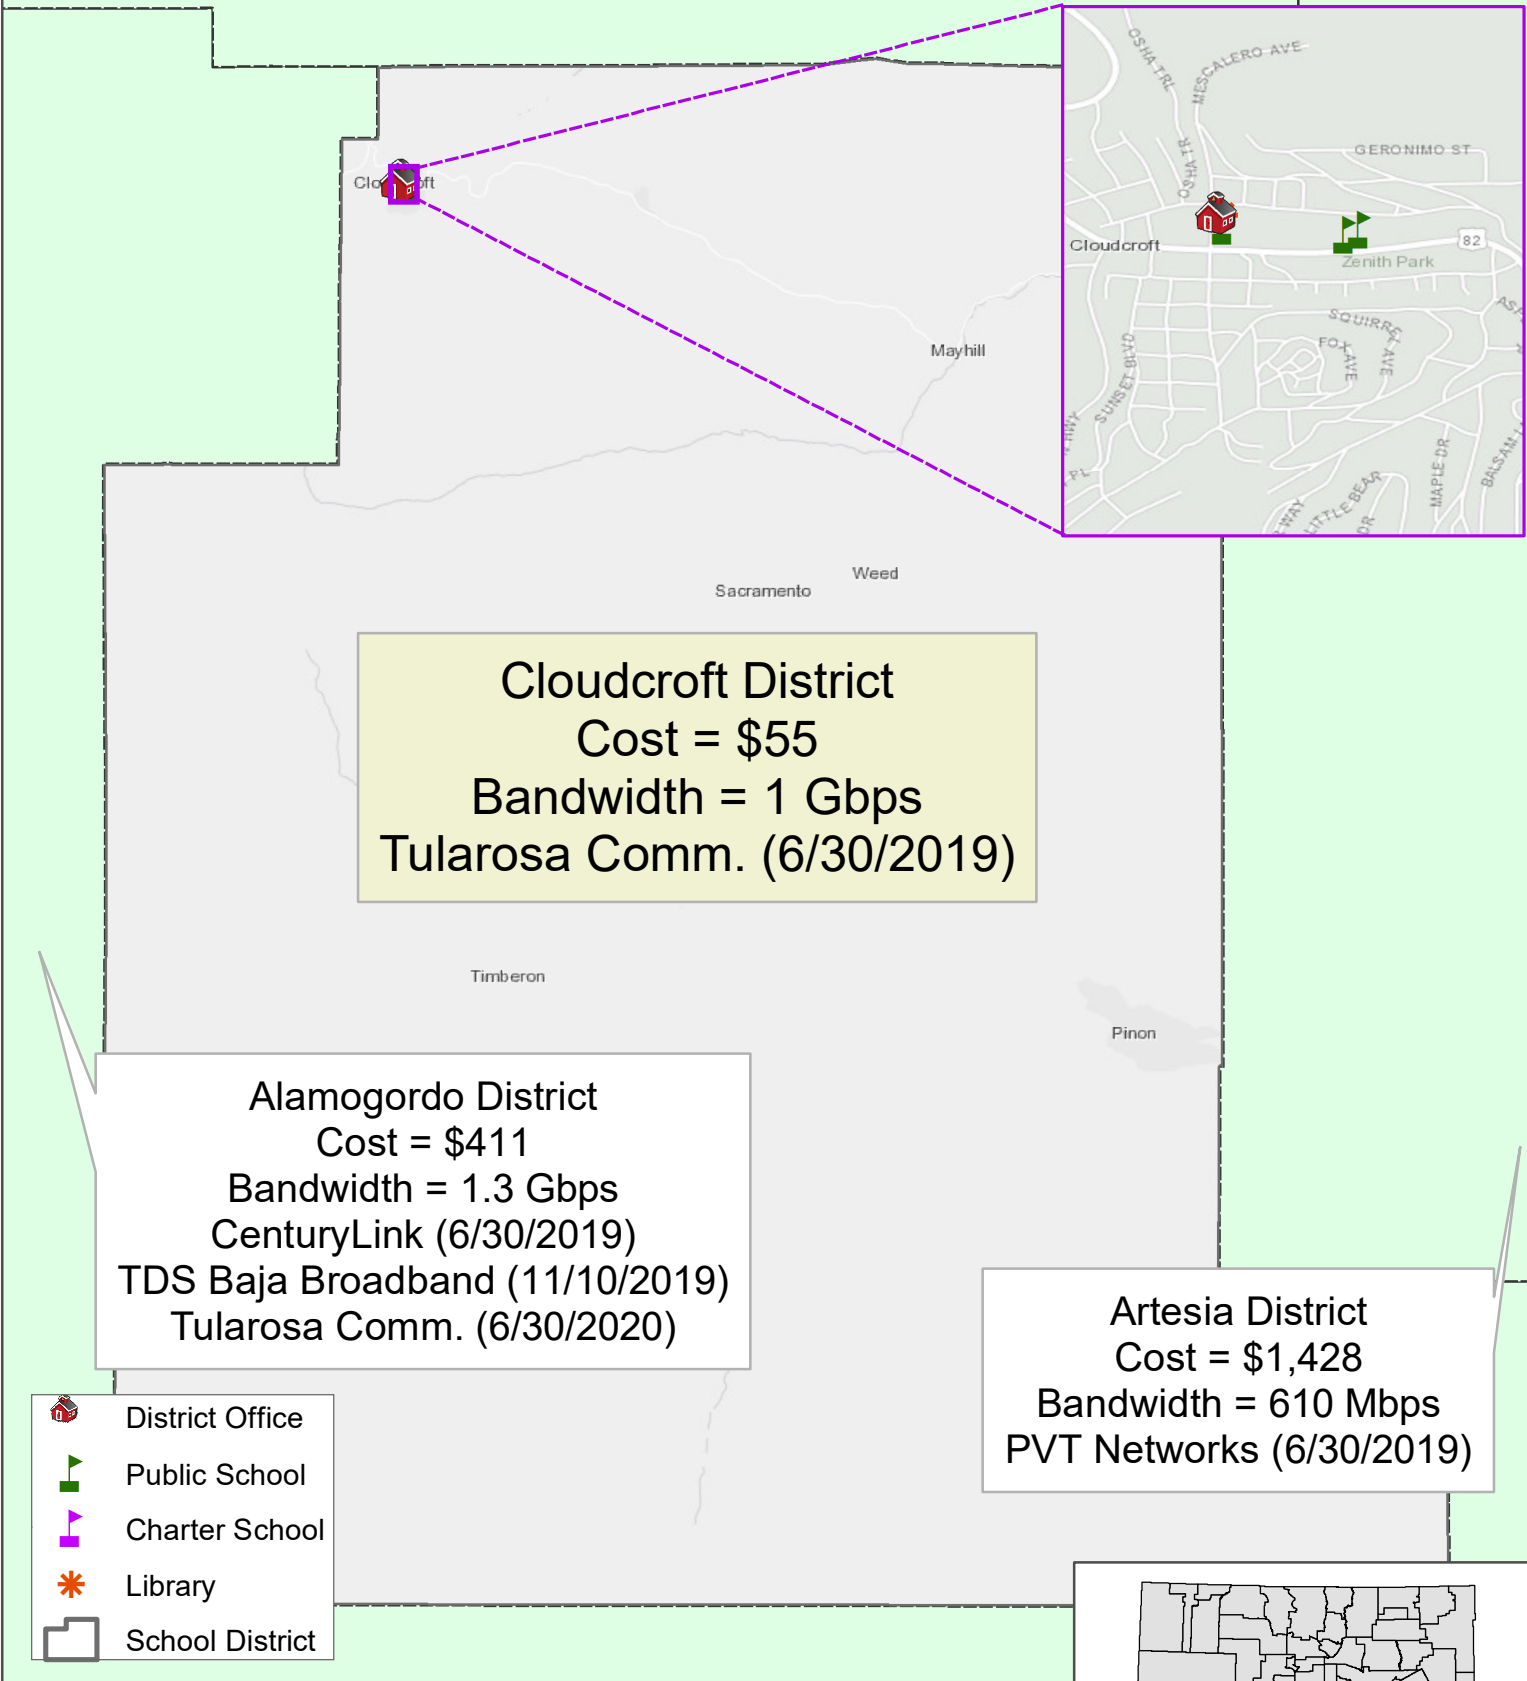 OSHA TRL
MESCALERO AVE
OSHA TR
GERONIMO ST
Cloudcroft
82
Zenith Park
SQUIRREL AVE
FOX AVE
SUNSET BLVD
HWY
PL
WAY
LITTLE BEAR
DR
MAPLE DR
BALSAM
Mayhill
Weed
Sacramento
Cloudcroft District
Cost = $55
Bandwidth = 1 Gbps
Tularosa Comm. (6/30/2019)
Timberon
Pinon
Alamogordo District
Cost = $411
Bandwidth = 1.3 Gbps
CenturyLink (6/30/2019)
TDS Baja Broadband (11/10/2019)
Tularosa Comm. (6/30/2020)
Artesia District
Cost = $1,428
Bandwidth = 610 Mbps
PVT Networks (6/30/2019)
District Office
Public School
Charter School
Library
School District